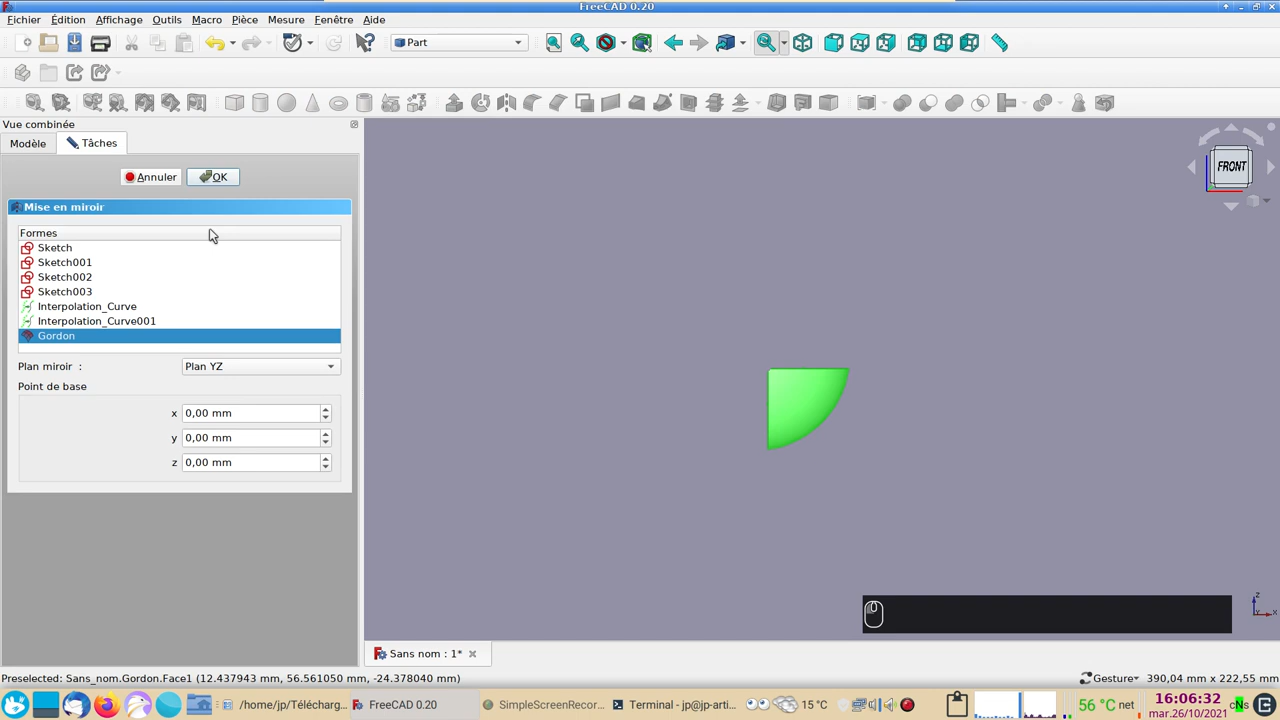 FreeCAD 0.20
Fichier Édition Affichage Outils Macro Pièce Mesure Fenêtre Aide
Part
Vue combinée
Modèle Tâches
Annuler OK
Mise en miroir
Formes
Sketch
Sketch001
Sketch002
Sketch003
Interpolation_Curve
Interpolation_Curve001
Gordon
Plan miroir : Plan YZ
Point de base
x 0,00 mm
y 0,00 mm
z 0,00 mm
FRONT
Sans nom : 1*
Preselected: Sans_nom.Gordon.Face1 (12.437943 mm, 56.561050 mm, -24.378040 mm) Gesture 390,04 mm x 222,55 mm
/home/jp/Télécharg... FreeCAD 0.20 SimpleScreenRecor... Terminal - jp@jp-arti... 15 °C 56 °C net 16:06:32
mar.26/10/2021